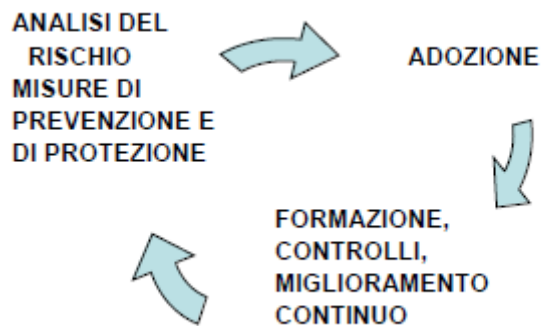 ANALISI DEL
RISCHIO
MISURE DI
PREVENZIONE E
DI PROTEZIONE
ADOZIONE
FORMAZIONE,
CONTROLLI,
MIGLIORAMENTO
CONTINUO